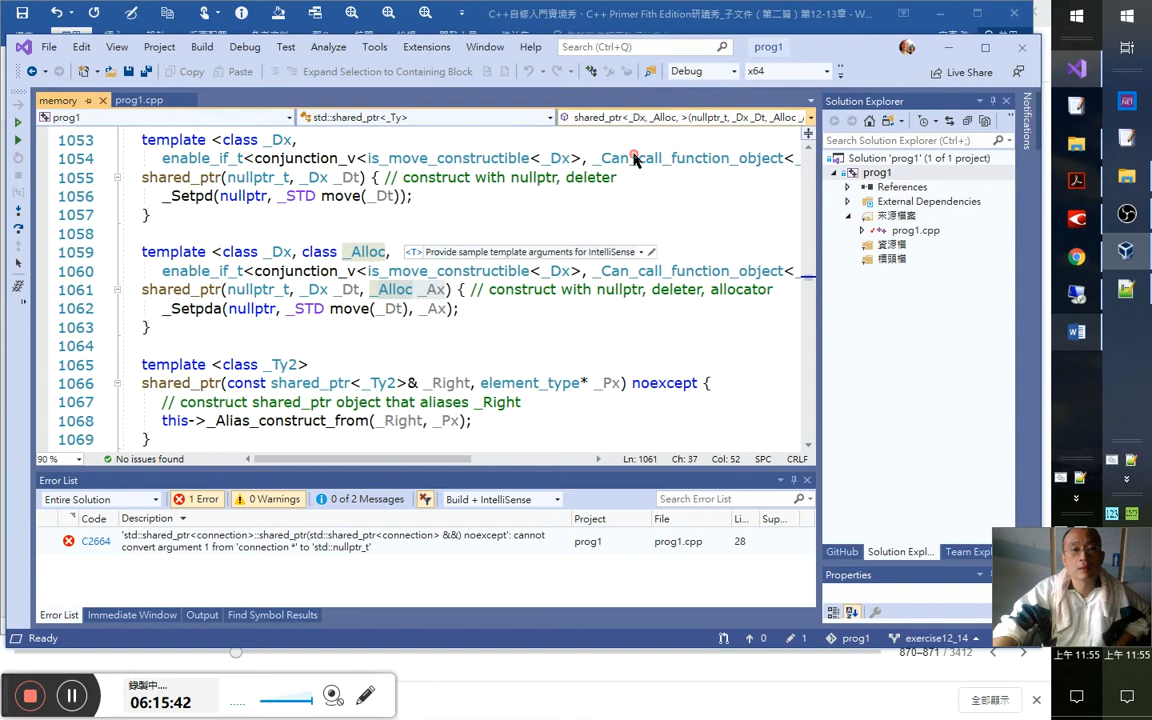 C++自修入門實境秀、C++ Primer Fifth Edition研讀秀_子文件（第二篇）第12-13章 - W...
File Edit View Project Build Debug Test Analyze Tools Extensions Window Help Search (Ctrl+Q) prog1
Copy Paste Expand Selection to Containing Block Debug x64 Live Share
memory prog1.cpp
prog1 std::shared_ptr<_Ty> shared_ptr<_Dx, _Alloc, >(nullptr_t, _Dx _Dt, _Alloc _
1053 template <class _Dx,
1054 enable_if_t<conjunction_v<is_move_constructible<_Dx>, _Can_call_function_object<_
1055 shared_ptr(nullptr_t, _Dx _Dt) { // construct with nullptr, deleter
1056 _Setpd(nullptr, _STD move(_Dt));
1057 }
1058
1059 template <class _Dx, class _Alloc, <T> Provide sample template arguments for IntelliSense
1060 enable_if_t<conjunction_v<is_move_constructible<_Dx>, _Can_call_function_object<_
1061 shared_ptr(nullptr_t, _Dx _Dt, _Alloc _Ax) { // construct with nullptr, deleter, allocator
1062 _Setpda(nullptr, _STD move(_Dt), _Ax);
1063 }
1064
1065 template <class _Ty2>
1066 shared_ptr(const shared_ptr<_Ty2>& _Right, element_type* _Px) noexcept {
1067 // construct shared_ptr object that aliases _Right
1068 this->_Alias_construct_from(_Right, _Px);
1069 }
90 % No issues found Ln: 1061 Ch: 37 Col: 52 SPC CRLF
Error List
Entire Solution 1 Error 0 Warnings 0 of 2 Messages Build + IntelliSense Search Error List
Code Description Project File Li... Sup...
C2664 'std::shared_ptr<connection>::shared_ptr(std::shared_ptr<connection> &&) noexcept': cannot convert argument 1 from 'connection *' to 'std::nullptr_t' prog1 prog1.cpp 28
Error List Immediate Window Output Find Symbol Results
Ready 0 1 prog1 exercise12_14
Solution Explorer
Search Solution Explorer (Ctrl+;)
Solution 'prog1' (1 of 1 project)
prog1
References
External Dependencies
來源檔案
prog1.cpp
資源檔
標頭檔
GitHub Solution Expl... Team Exp
Properties
Notifications
870–871 / 3412
錄製中....
06:15:42
全部顯示
上午 11:55 上午 11:55
.NET
123